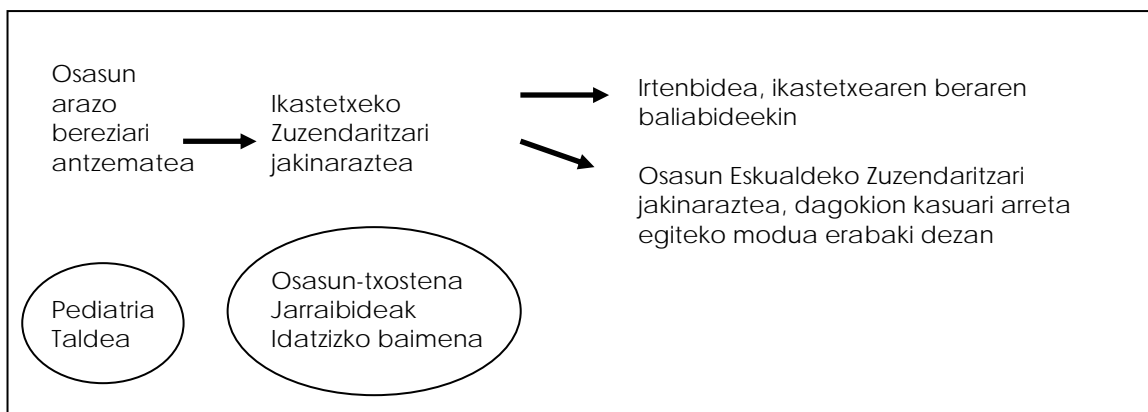 Osasun
arazo
bereziari
antzematea
Ikastetxeko
Zuzendaritzari
jakinaraztea
Irtenbidea, ikastetxearen beraren
baliabideekin
Osasun Eskualdeko Zuzendaritzari
jakinaraztea, dagokion kasuari arreta
egiteko modua erabaki dezan
Pediatria
Taldea
Osasun-txostena
Jarraibideak
Idatzizko baimena